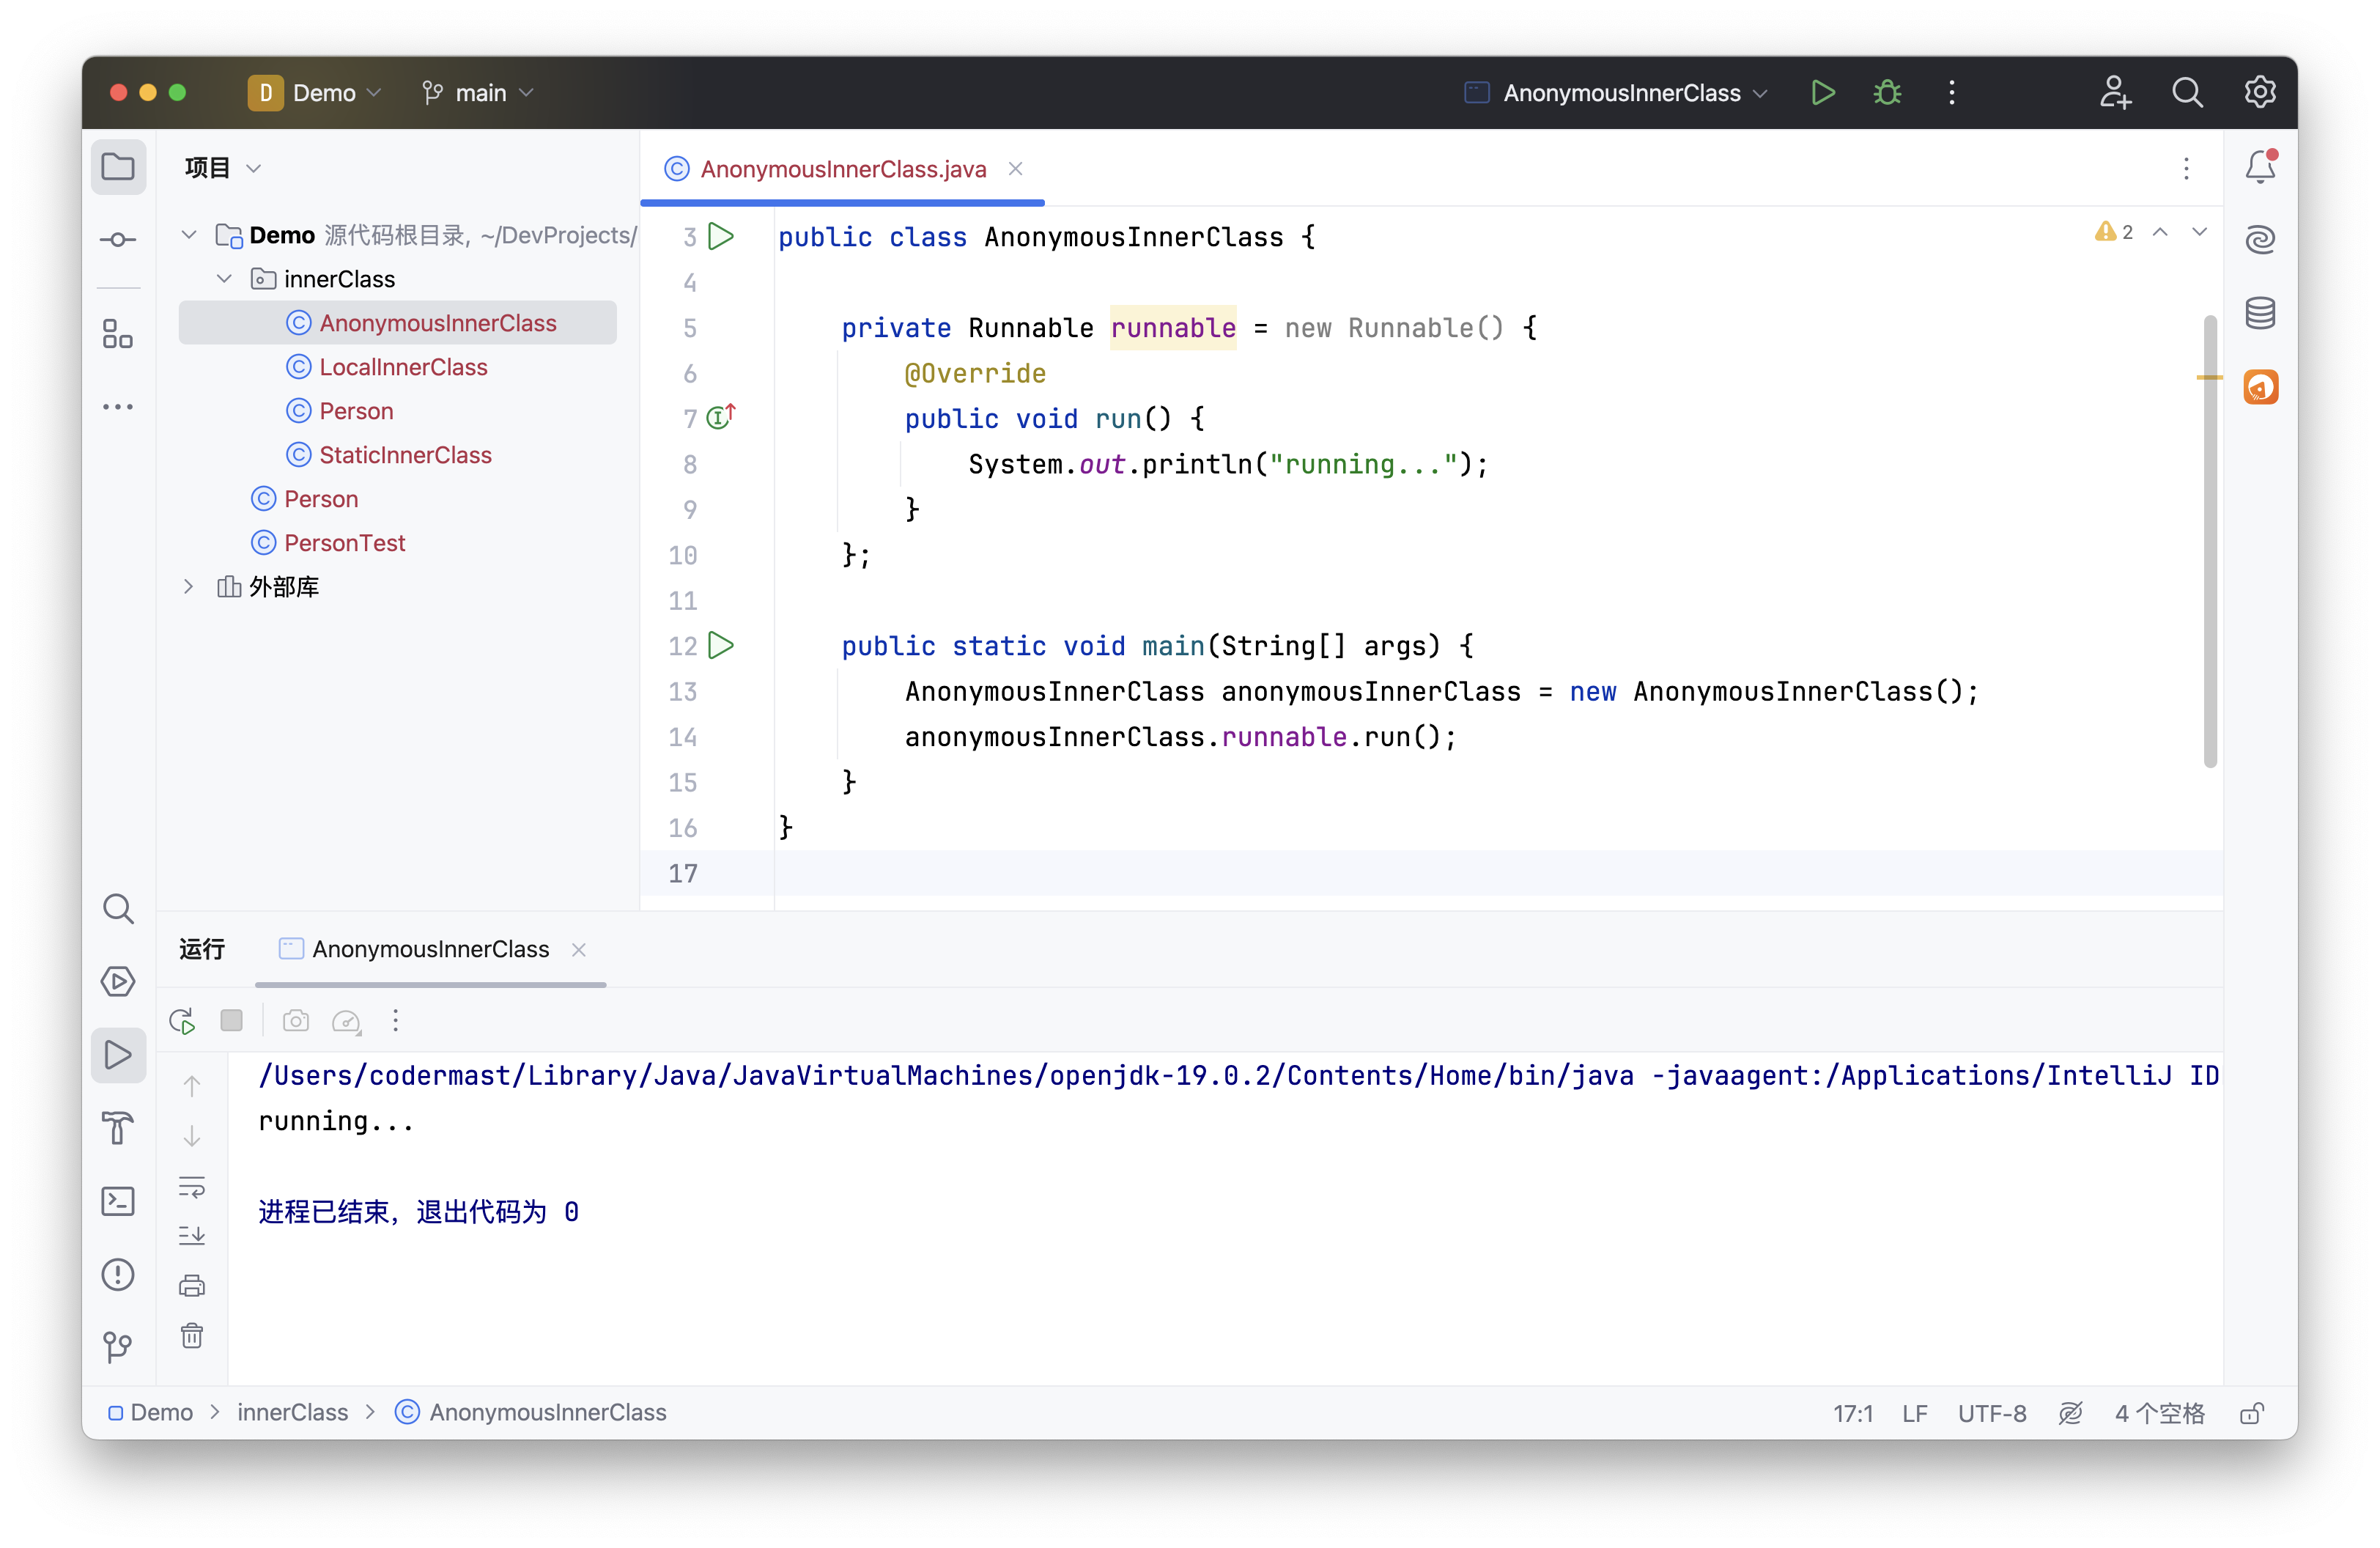 D Demo main AnonymousInnerClass
项目
Demo 源代码根目录, ~/DevProjects/
innerClass
AnonymousInnerClass
LocalInnerClass
Person
StaticInnerClass
Person
PersonTest
外部库
AnonymousInnerClass.java
2
3 public class AnonymousInnerClass {
4
5 private Runnable runnable = new Runnable() {
6 @Override
7 public void run() {
8 System.out.println("running...");
9 }
10 };
11
12 public static void main(String[] args) {
13 AnonymousInnerClass anonymousInnerClass = new AnonymousInnerClass();
14 anonymousInnerClass.runnable.run();
15 }
16 }
17
运行 AnonymousInnerClass
/Users/codermast/Library/Java/JavaVirtualMachines/openjdk-19.0.2/Contents/Home/bin/java -javaagent:/Applications/IntelliJ ID
running...
进程已结束，退出代码为 0
Demo > innerClass > AnonymousInnerClass
17:1 LF UTF-8 4 个空格